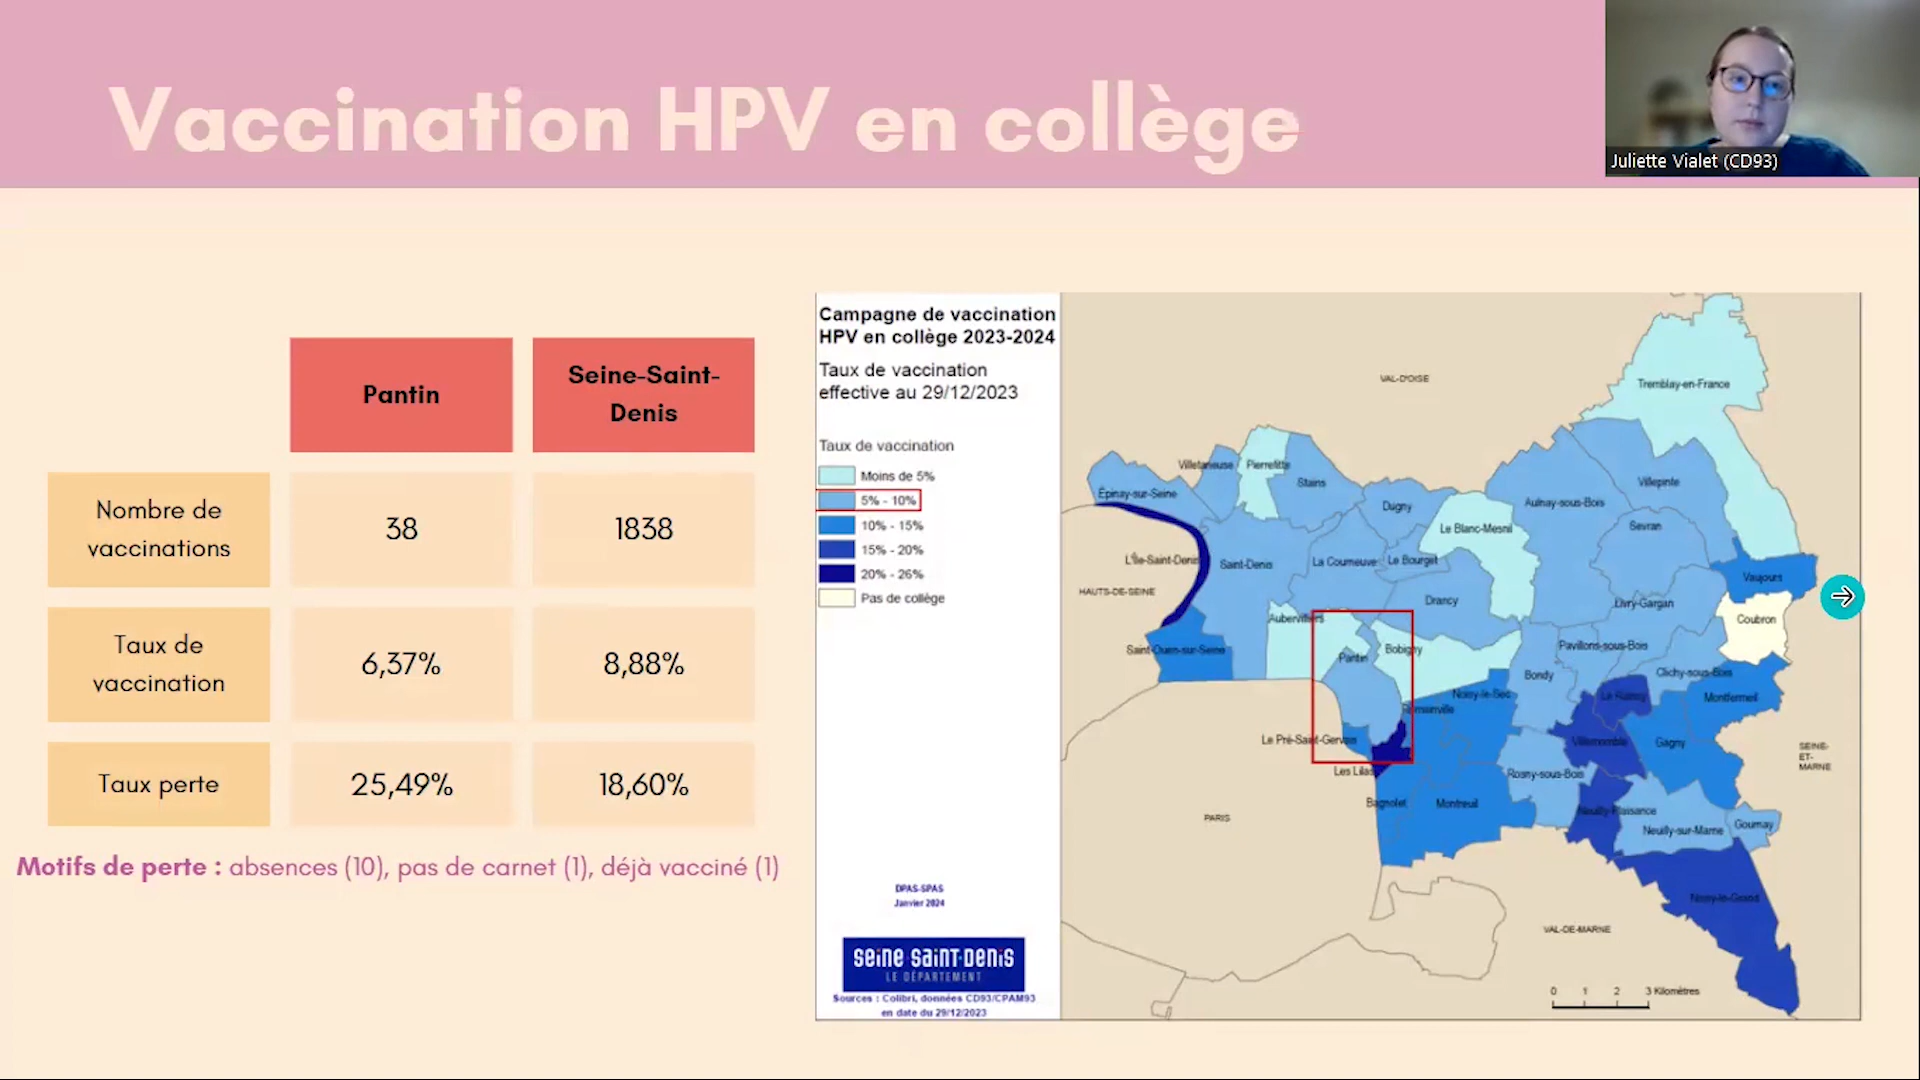 Vaccination HPV en collège
Juliette Vialet (CD93)
Pantin
Seine-Saint-
Denis
Nombre de
vaccinations
38
1838
Taux de
vaccination
6,37%
8,88%
Taux perte
25,49%
18,60%
Motifs de perte : absences (10), pas de carnet (1), déjà vacciné (1)
Campagne de vaccination
HPV en collège 2023-2024
Taux de vaccination
effective au 29/12/2023
Taux de vaccination
Moins de 5%
5% - 10%
10% - 15%
15% - 20%
20% - 26%
Pas de collège
DPAS-SPAS
Janvier 2024
Seine-Saint-Denis
LE DÉPARTEMENT
Sources : Colibri, données CD93/CPAM93
en date du 29/12/2023
VAL-D'OISE
Tremblay-en-France
Villetaneuse
Pierrefitte
Stains
Épinay-sur-Seine
Villepinte
Dugny
Aulnay-sous-Bois
Le Blanc-Mesnil
Sevran
L'Île-Saint-Denis
Saint-Denis
La Courneuve
Le Bourget
Vaujours
HAUTS-DE-SEINE
Drancy
Livry-Gargan
Aubervilliers
Coubron
Saint-Ouen-sur-Seine
Pantin
Bobigny
Pavillons-sous-Bois
Bondy
Clichy-sous-Bois
Noisy-le-Sec
Le Raincy
Montfermeil
Romainville
Le Pré-Saint-Gervais
Villemomble
Gagny
SEINE-
ET-
MARNE
Les Lilas
Rosny-sous-Bois
Bagnolet
Montreuil
Neuilly-Plaisance
PARIS
Neuilly-sur-Marne
Gournay
Noisy-le-Grand
VAL-DE-MARNE
0 1 2 3 Kilomètres